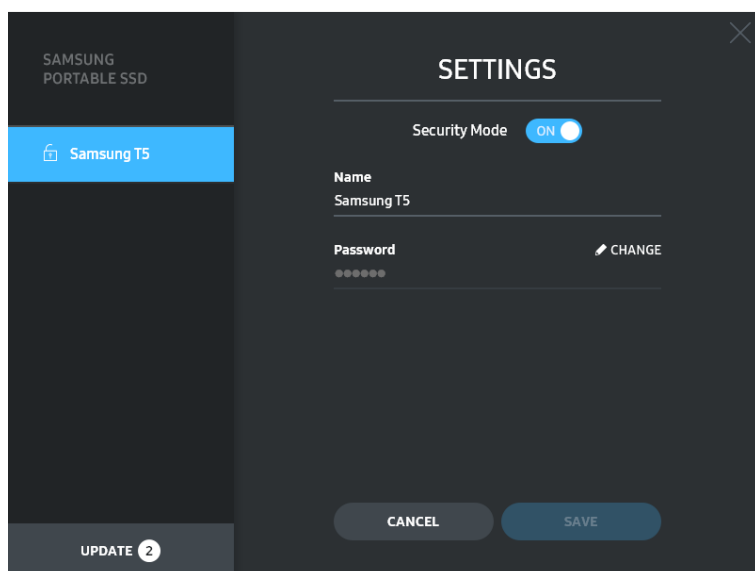 SAMSUNG
PORTABLE SSD
Samsung T5
UPDATE 2
SETTINGS
Security Mode ON
Name
Samsung T5
Password CHANGE
●●●●●●
CANCEL SAVE